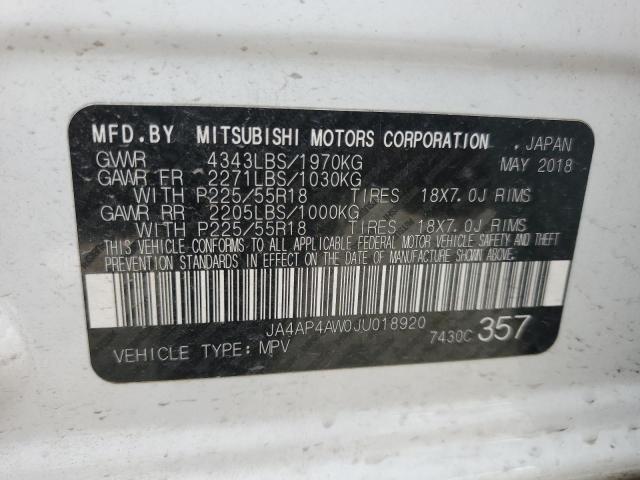 MFD.BY MITSUBISHI MOTORS CORPORATION . JAPAN
GVWR 4343LBS/1970KG MAY 2018
GAWR FR 2271LBS/1030KG
WITH P225/55R18 TIRES 18X7.0J RIMS
GAWR RR 2205LBS/1000KG
WITH P225/55R18 TIRES 18X7.0J RIMS
THIS VEHICLE CONFORMS TO ALL APPLICABLE FEDERAL MOTOR VEHICLE SAFETY AND THEFT
PREVENTION STANDARDS IN EFFECT ON THE DATE OF MANUFACTURE SHOWN ABOVE.
JA4AP4AW0JU018920
VEHICLE TYPE: MPV 7430C 357